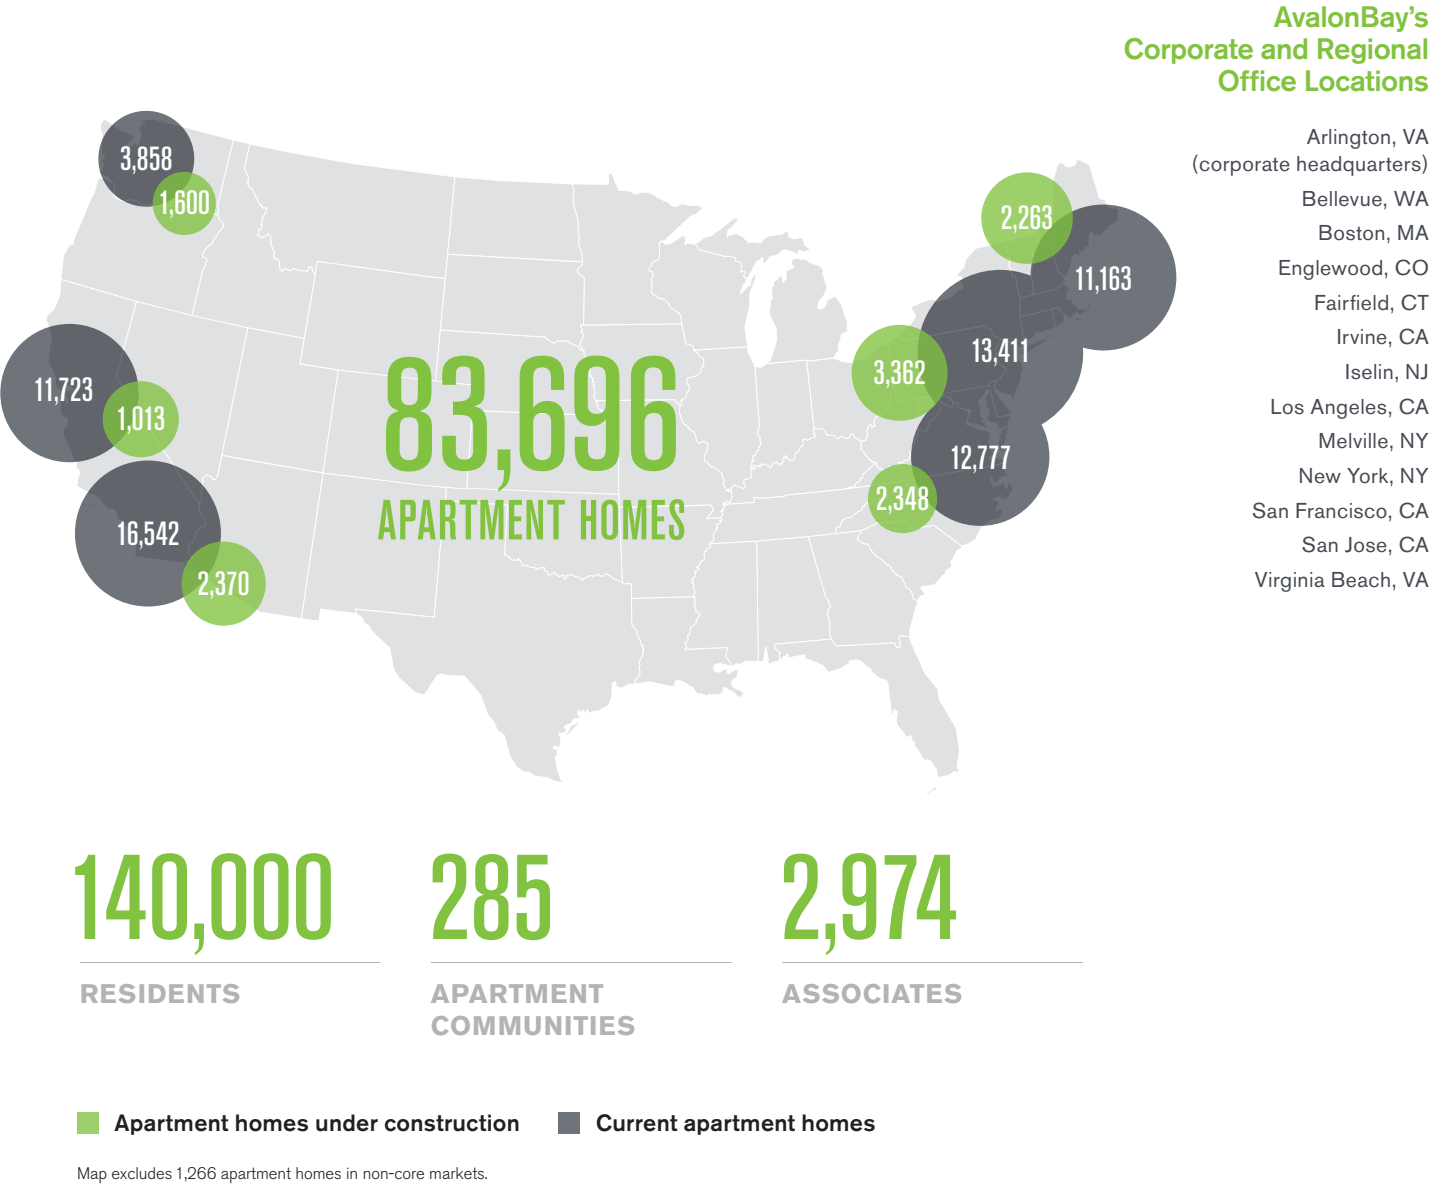 AvalonBay’s
Corporate and Regional
Office Locations
Arlington, VA
(corporate headquarters)
Bellevue, WA
Boston, MA
Englewood, CO
Fairfield, CT
Irvine, CA
Iselin, NJ
Los Angeles, CA
Melville, NY
New York, NY
San Francisco, CA
San Jose, CA
Virginia Beach, VA
3,858
1,600
2,263
11,163
13,411
3,362
11,723
1,013
12,777
2,348
16,542
2,370
83,696
APARTMENT HOMES
140,000
RESIDENTS
285
APARTMENT
COMMUNITIES
2,974
ASSOCIATES
Apartment homes under construction
Current apartment homes
Map excludes 1,266 apartment homes in non-core markets.